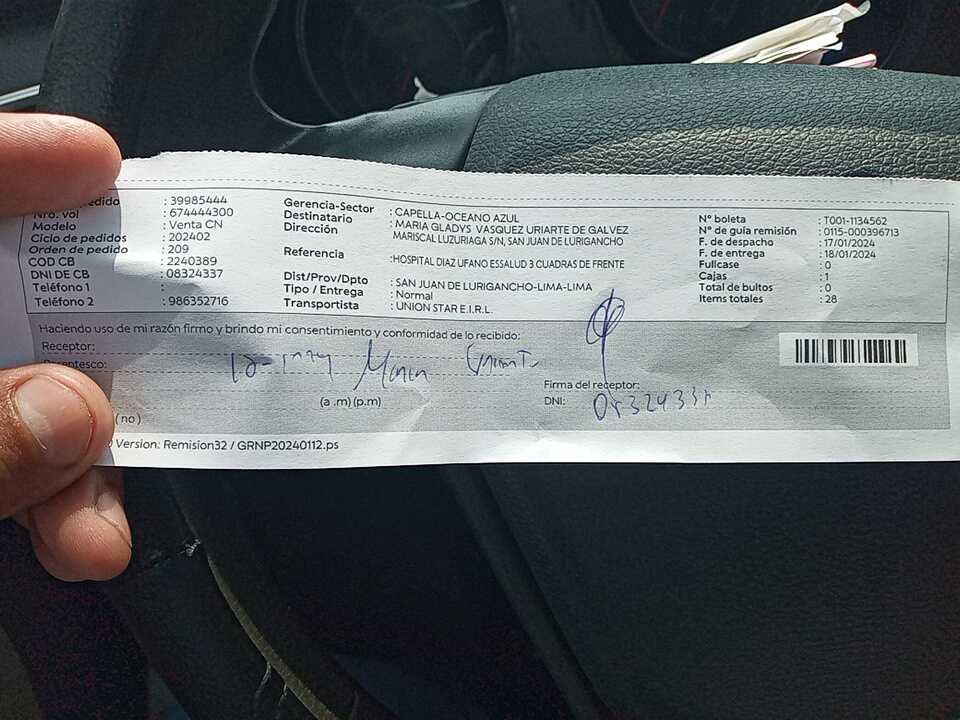 edido : 39985444
Nro. vol : 674444300
Modelo : Venta CN
Ciclo de pedidos : 202402
Orden de pedido : 209
COD CB : 2240389
DNI DE CB : 08324337
Teléfono 1 :
Teléfono 2 : 986352716
Gerencia-Sector : CAPELLA-OCEANO AZUL
Destinatario : MARIA GLADYS VASQUEZ URIARTE DE GALVEZ
Dirección MARISCAL LUZURIAGA S/N, SAN JUAN DE LURIGANCHO
Referencia :HOSPITAL DIAZ UFANO ESSALUD 3 CUADRAS DE FRENTE
Dist/Prov/Dpto : SAN JUAN DE LURIGANCHO-LIMA-LIMA
Tipo / Entrega : Normal
Transportista : UNION STAR E.I.R.L.
N° boleta : T001-1134562
N° de guía remisión : 0115-000396713
F. de despacho : 17/01/2024
F. de entrega : 18/01/2024
Fullcase : 0
Cajas : 1
Total de bultos : 0
Items totales : 28
Haciendo uso de mi razón firmo y brindo mi consentimiento y conformidad de lo recibido:
Receptor:
Parentesco:
(a .m) (p.m)
Firma del receptor:
DNI:
( no )
Version: Remision32 / GRNP20240112.ps